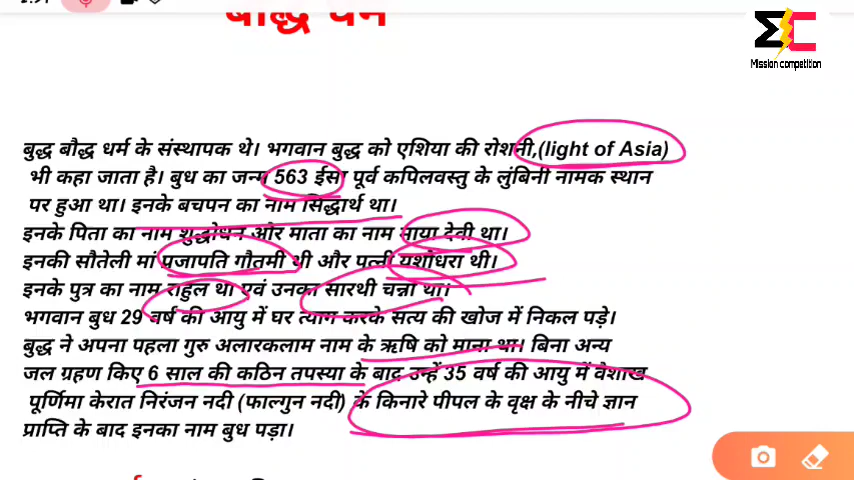 बौद्ध धर्म
Mission competition
बुद्ध बौद्ध धर्म के संस्थापक थे। भगवान बुद्ध को एशिया की रोशनी,(light of Asia)
भी कहा जाता है। बुध का जन्म 563 ईसा पूर्व कपिलवस्तु के लुंबिनी नामक स्थान
पर हुआ था। इनके बचपन का नाम सिद्धार्थ था।
इनके पिता का नाम शुद्धोधन और माता का नाम माया देवी था।
इनकी सौतेली मां प्रजापति गौतमी थी और पत्नी यशोधरा थी।
इनके पुत्र का नाम राहुल था एवं उनका सारथी चन्ना था।
भगवान बुध 29 वर्ष की आयु में घर त्याग करके सत्य की खोज में निकल पड़े।
बुद्ध ने अपना पहला गुरु अलारकलाम नाम के ऋषि को माना था। बिना अन्य
जल ग्रहण किए 6 साल की कठिन तपस्या के बाद उन्हें 35 वर्ष की आयु में वैशाख
पूर्णिमा केरात निरंजन नदी (फाल्गुन नदी) के किनारे पीपल के वृक्ष के नीचे ज्ञान
प्राप्ति के बाद इनका नाम बुध पड़ा।